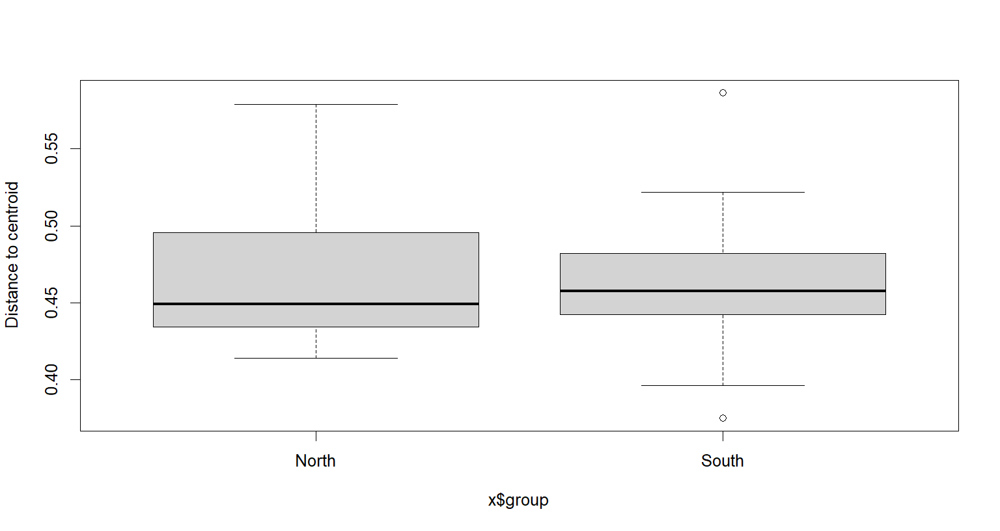 Distance to centroid
0.55
0.50
0.45
0.40
North South
x$group